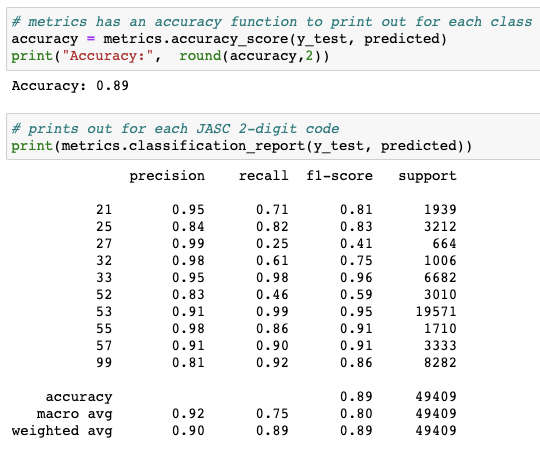 # metrics has an accuracy function to print out for each class
accuracy = metrics.accuracy_score(y_test, predicted)
print("Accuracy:",  round(accuracy,2))
Accuracy: 0.89
# prints out for each JASC 2-digit code
print(metrics.classification_report(y_test, predicted))
precision recall f1-score support
21 0.95 0.71 0.81 1939
25 0.84 0.82 0.83 3212
27 0.99 0.25 0.41 664
32 0.98 0.61 0.75 1006
33 0.95 0.98 0.96 6682
52 0.83 0.46 0.59 3010
53 0.91 0.99 0.95 19571
55 0.98 0.86 0.91 1710
57 0.91 0.90 0.91 3333
99 0.81 0.92 0.86 8282
accuracy 0.89 49409
macro avg 0.92 0.75 0.80 49409
weighted avg 0.90 0.89 0.89 49409